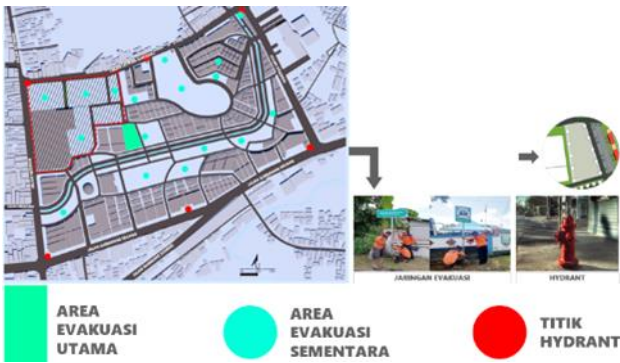 JARINGAN EVAKUASI
HYDRANT
AREA
EVAKUASI
UTAMA
AREA
EVAKUASI
SEMENTARA
TITIK
HYDRANT